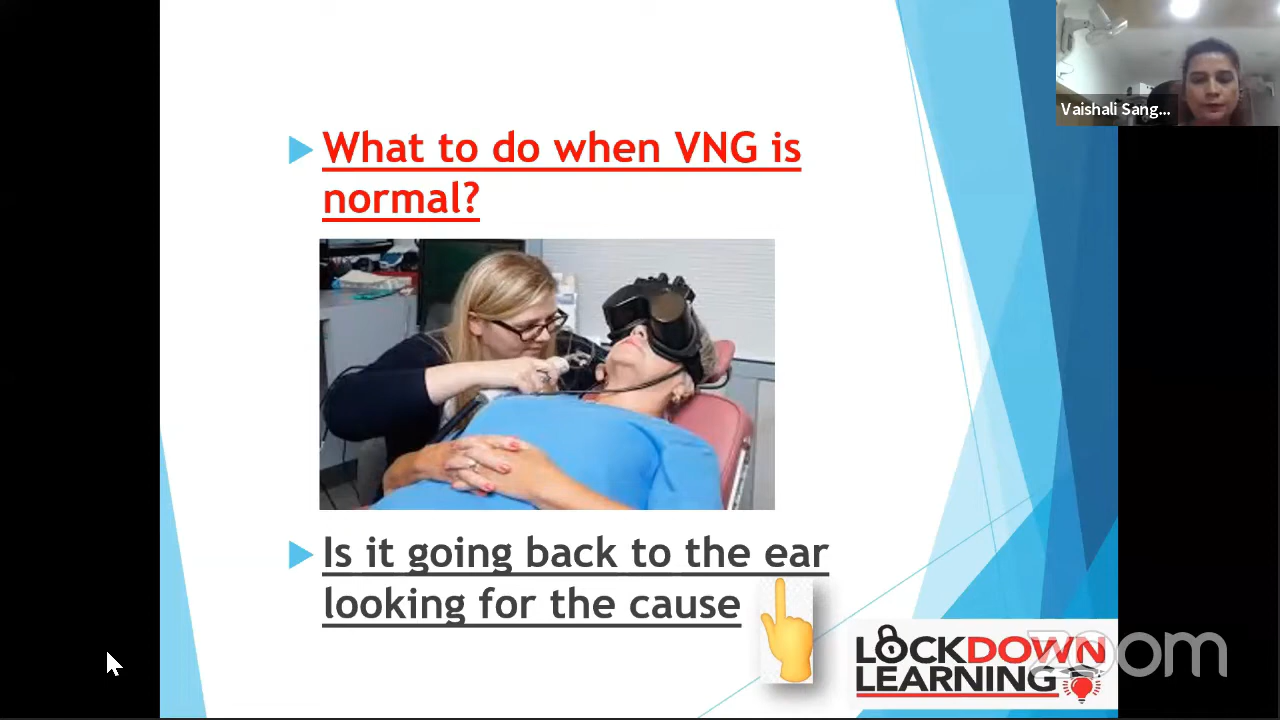 Vaishali Sang...
What to do when VNG is
normal?
Is it going back to the ear
looking for the cause
LOCKDOWN
LEARNING
zoom